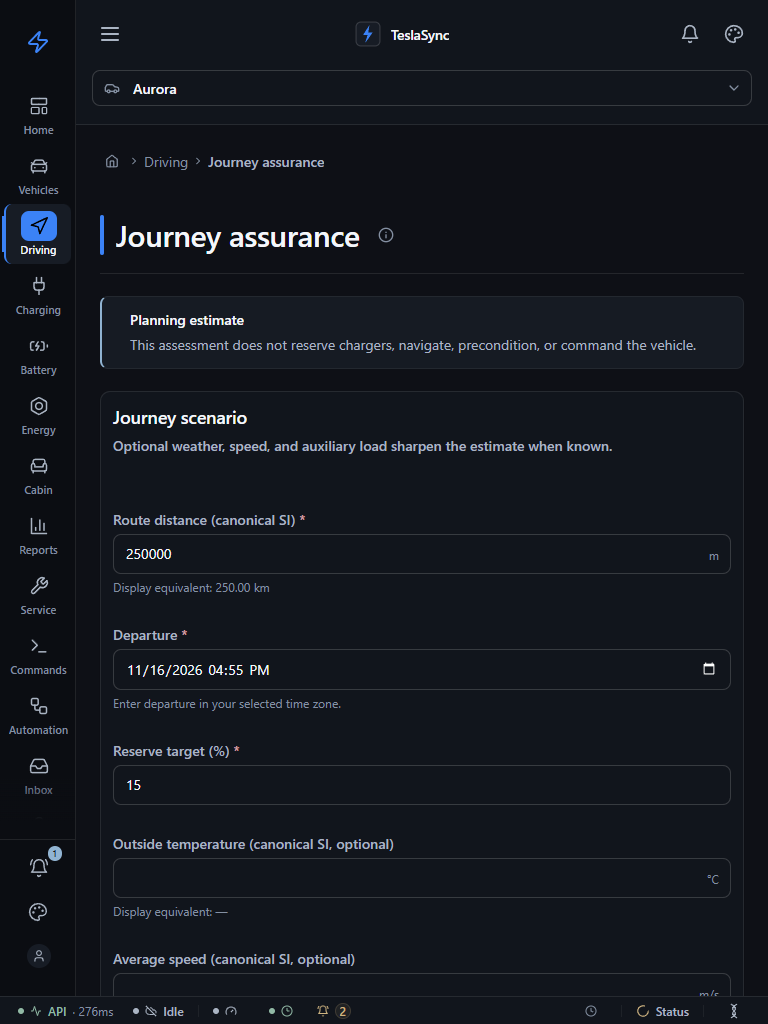 TeslaSync
Aurora
Home
Vehicles
Driving
Charging
Battery
Energy
Cabin
Reports
Service
Commands
Automation
Inbox
1
Driving
Journey assurance
Journey assurance
Planning estimate
This assessment does not reserve chargers, navigate, precondition, or command the vehicle.
Journey scenario
Optional weather, speed, and auxiliary load sharpen the estimate when known.
Route distance (canonical SI) *
250000 m
Display equivalent: 250.00 km
Departure *
11/16/2026 04:55 PM
Enter departure in your selected time zone.
Reserve target (%) *
15
Outside temperature (canonical SI, optional)
°C
Display equivalent: —
Average speed (canonical SI, optional)
m/s
API · 276ms Idle 2 Status